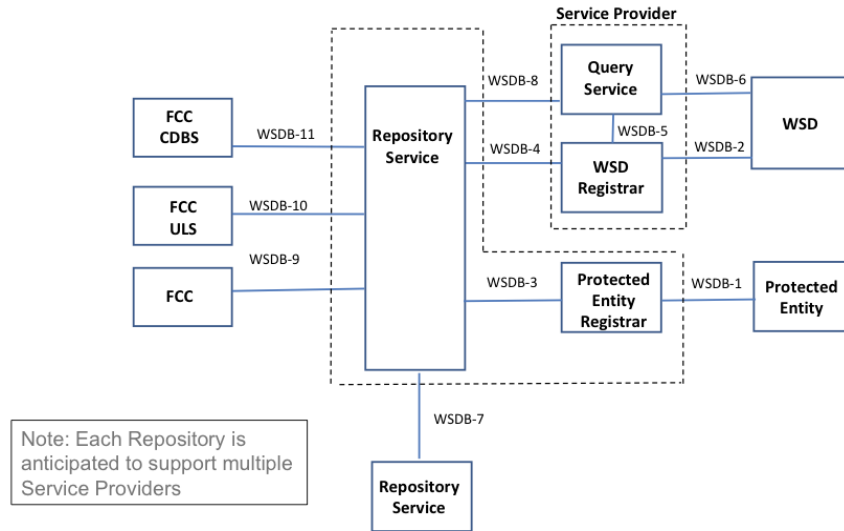 Service Provider
WSDB-8
Query
Service
WSDB-6
FCC
CDBS
WSDB-11
Repository
Service
WSDB-4
WSDB-5
WSD
Registrar
WSDB-2
WSD
FCC
ULS
WSDB-10
WSDB-9
FCC
WSDB-3
Protected
Entity
Registrar
WSDB-1
Protected
Entity
WSDB-7
Note: Each Repository is
anticipated to support multiple
Service Providers
Repository
Service